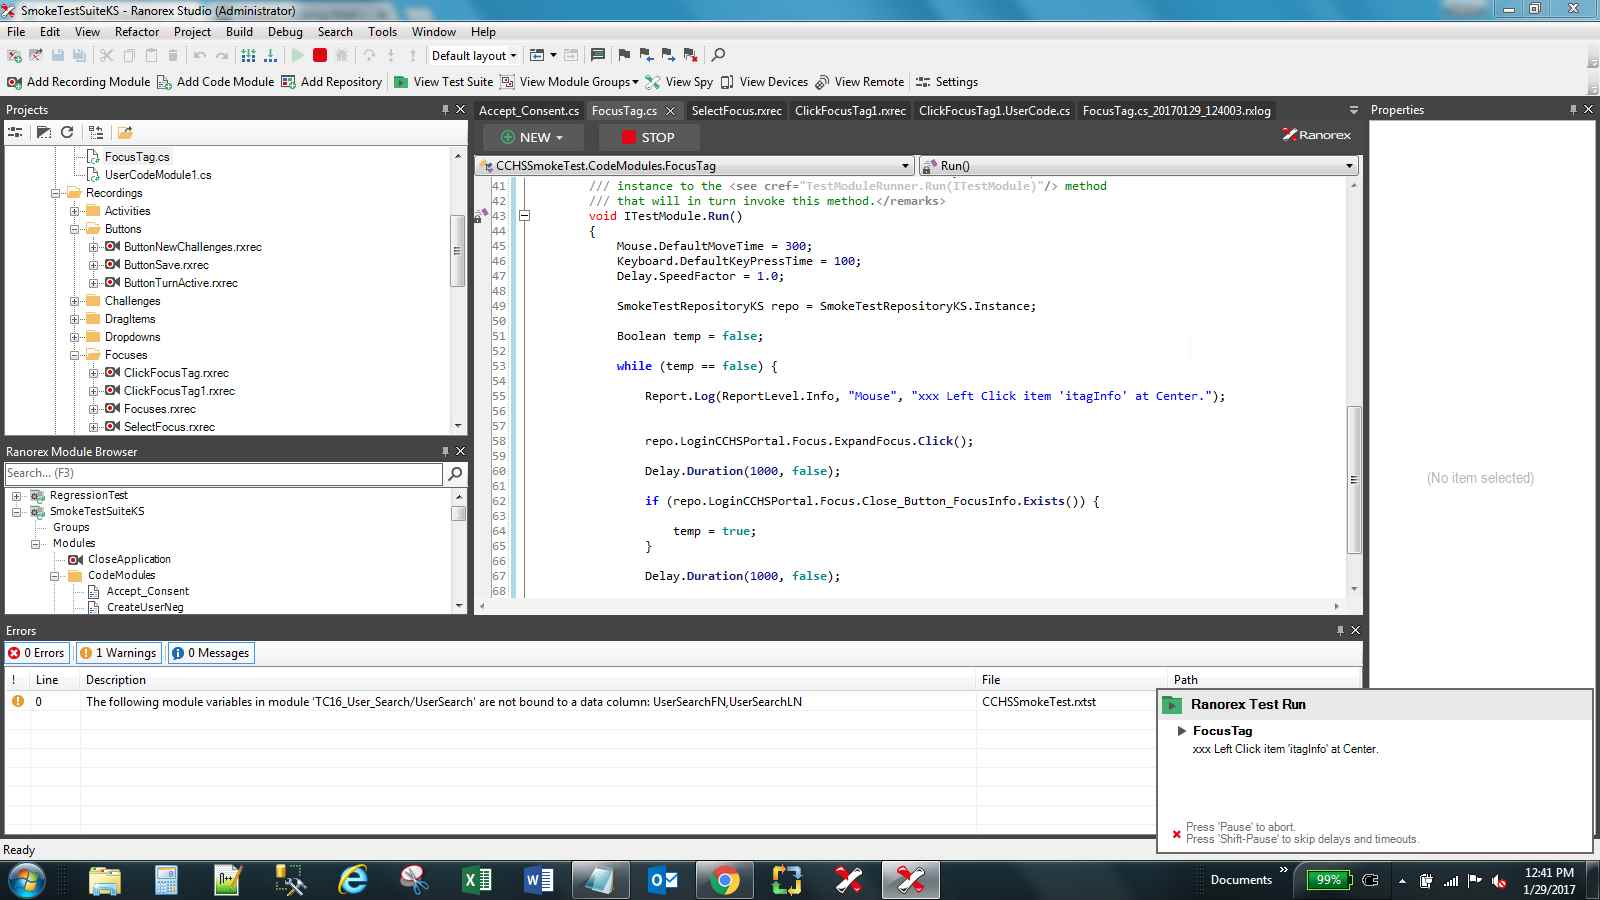 SmokeTestSuiteKS - Ranorex Studio (Administrator)
File Edit View Refactor Project Build Debug Search Tools Window Help
Default layout
Add Recording Module Add Code Module Add Repository View Test Suite View Module Groups View Spy View Devices View Remote Settings
Projects
FocusTag.cs
UserCodeModule1.cs
Recordings
Activities
Buttons
ButtonNewChallenges.rxrec
ButtonSave.rxrec
ButtonTurnActive.rxrec
Challenges
DragItems
Dropdowns
Focuses
ClickFocusTag.rxrec
ClickFocusTag1.rxrec
Focuses.rxrec
SelectFocus.rxrec
Ranorex Module Browser
Search... (F3)
RegressionTest
SmokeTestSuiteKS
Groups
Modules
CloseApplication
CodeModules
Accept_Consent
CreateUserNeg
Accept_Consent.cs FocusTag.cs SelectFocus.rxrec ClickFocusTag1.rxrec ClickFocusTag1.UserCode.cs FocusTag.cs_20170129_124003.rxlog
NEW STOP Ranorex
CCHSSmokeTest.CodeModules.FocusTag Run()
41 /// instance to the <see cref="TestModuleRunner.Run(ITestModule)"/> method
42 /// that will in turn invoke this method.</remarks>
43 void ITestModule.Run()
44 {
45 Mouse.DefaultMoveTime = 300;
46 Keyboard.DefaultKeyPressTime = 100;
47 Delay.SpeedFactor = 1.0;
48
49 SmokeTestRepositoryKS repo = SmokeTestRepositoryKS.Instance;
50
51 Boolean temp = false;
52
53 while (temp == false) {
54
55 Report.Log(ReportLevel.Info, "Mouse", "xxx Left Click item 'itagInfo' at Center.");
56
57
58 repo.LoginCCHSPortal.Focus.ExpandFocus.Click();
59
60 Delay.Duration(1000, false);
61
62 if (repo.LoginCCHSPortal.Focus.Close_Button_FocusInfo.Exists()) {
63
64 temp = true;
65 }
66
67 Delay.Duration(1000, false);
68
Properties
(No item selected)
Errors
0 Errors 1 Warnings 0 Messages
! Line Description File Path
0 The following module variables in module 'TC16_User_Search/UserSearch' are not bound to a data column: UserSearchFN,UserSearchLN CCHSSmokeTest.rxtst
Ranorex Test Run
FocusTag
xxx Left Click item 'itagInfo' at Center.
Press 'Pause' to abort.
Press 'Shift-Pause' to skip delays and timeouts.
Ready
Documents
99%
12:41 PM
1/29/2017